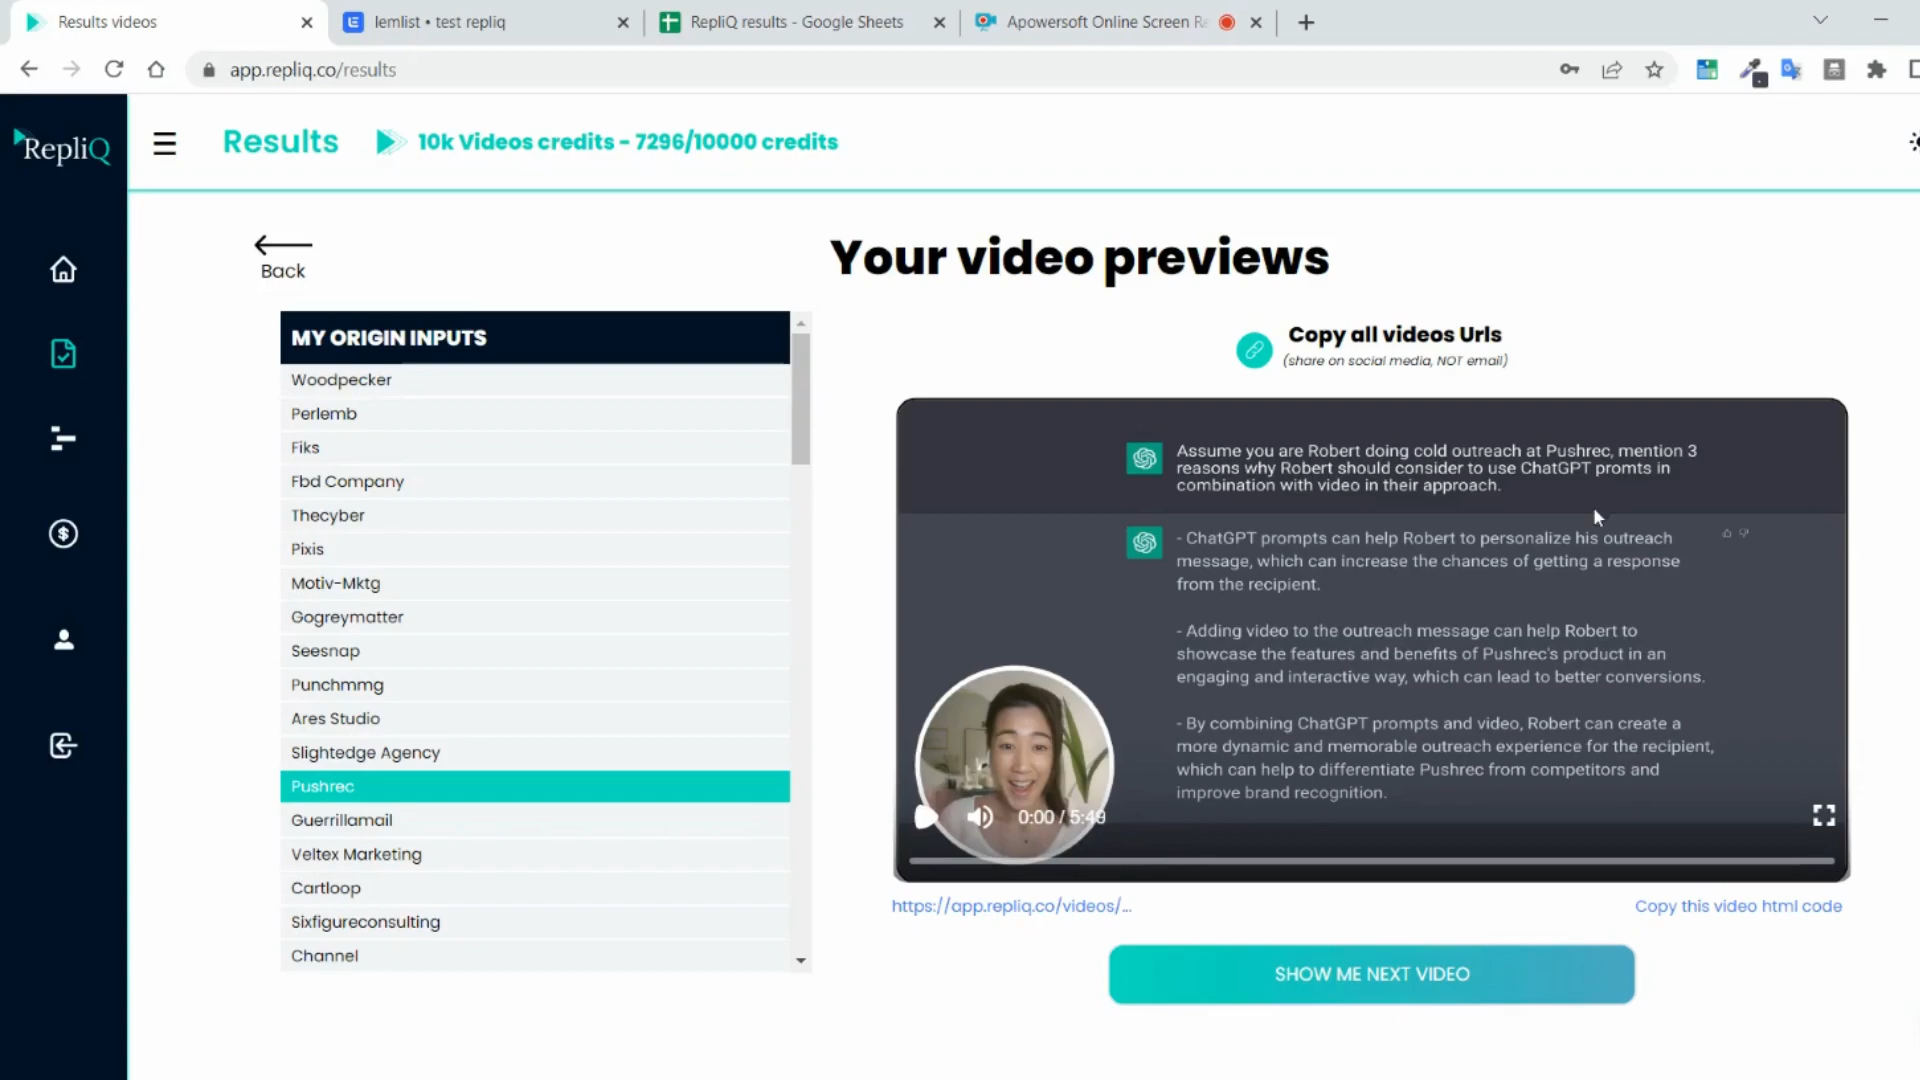 Results videos
lemlist • test repliq
RepliQ results - Google Sheets
Apowersoft Online Screen Re
app.repliq.co/results
RepliQ
Results
10k Videos credits - 7296/10000 credits
Back
Your video previews
MY ORIGIN INPUTS
Woodpecker
Perlemb
Fiks
Fbd Company
Thecyber
Pixis
Motiv-Mktg
Gogreymatter
Seesnap
Punchmmg
Ares Studio
Slightedge Agency
Pushrec
Guerrillamail
Veltex Marketing
Cartloop
Sixfigureconsulting
Channel
Copy all videos Urls
(share on social media, NOT email)
Assume you are Robert doing cold outreach at Pushrec, mention 3
reasons why Robert should consider to use ChatGPT promts in
combination with video in their approach.
- ChatGPT prompts can help Robert to personalize his outreach
message, which can increase the chances of getting a response
from the recipient.
- Adding video to the outreach message can help Robert to
showcase the features and benefits of Pushrec's product in an
engaging and interactive way, which can lead to better conversions.
- By combining ChatGPT prompts and video, Robert can create a
more dynamic and memorable outreach experience for the recipient,
which can help to differentiate Pushrec from competitors and
improve brand recognition.
0:00 / 5:49
https://app.repliq.co/videos/...
Copy this video html code
SHOW ME NEXT VIDEO